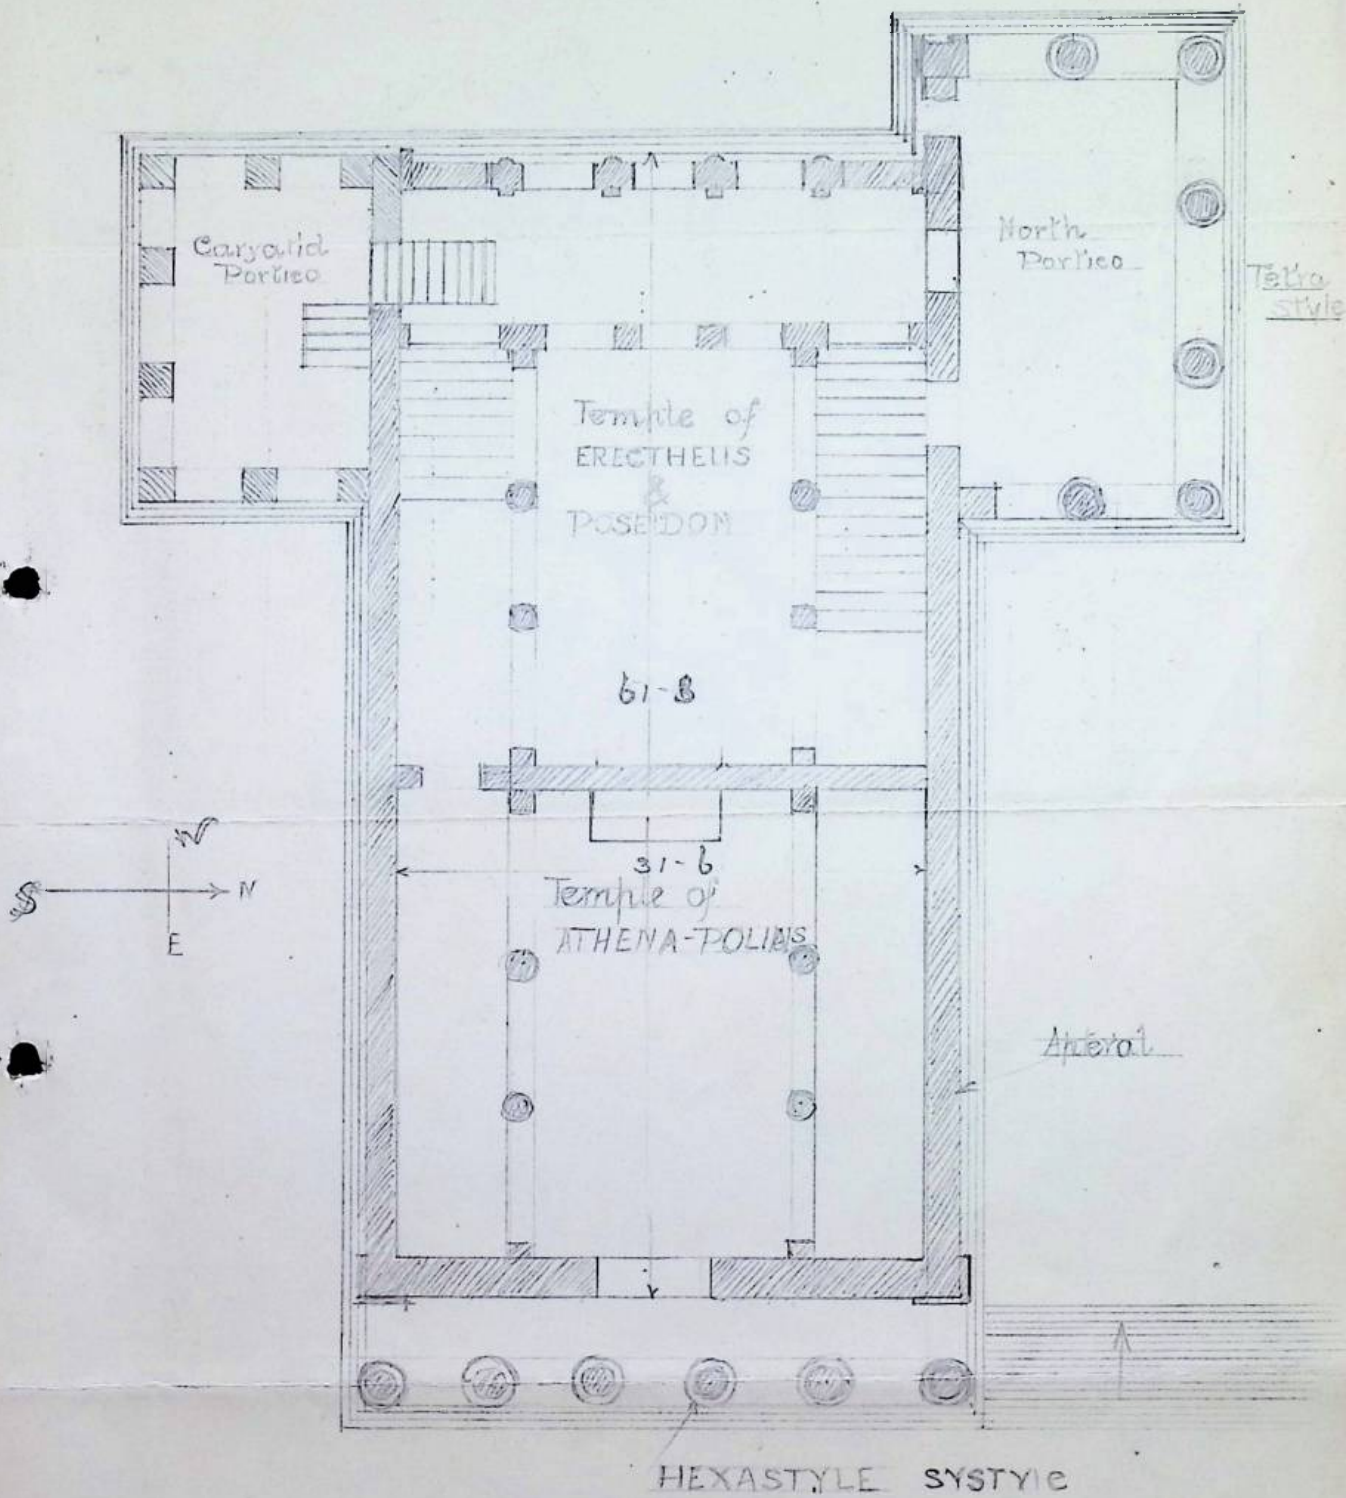 Caryatid
Portico
North
Portico
Tetra
style
Temple of
ERECTHEUS
&
POSEIDOM
61-8
W
S
N
E
31-6
Temple of
ATHENA-POLIAS
Apteral
HEXASTYLE SYSTYlE